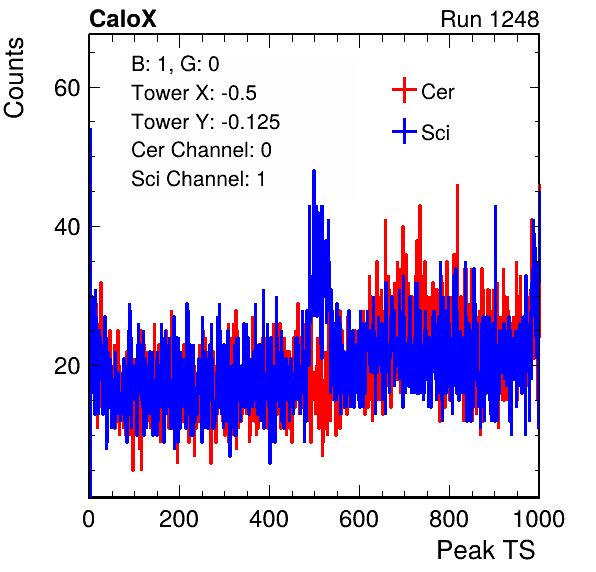 CaloX
Run 1248
Counts
B: 1, G: 0
Tower X: -0.5
Tower Y: -0.125
Cer Channel: 0
Sci Channel: 1
Cer
Sci
60
40
20
0 200 400 600 800 1000
Peak TS